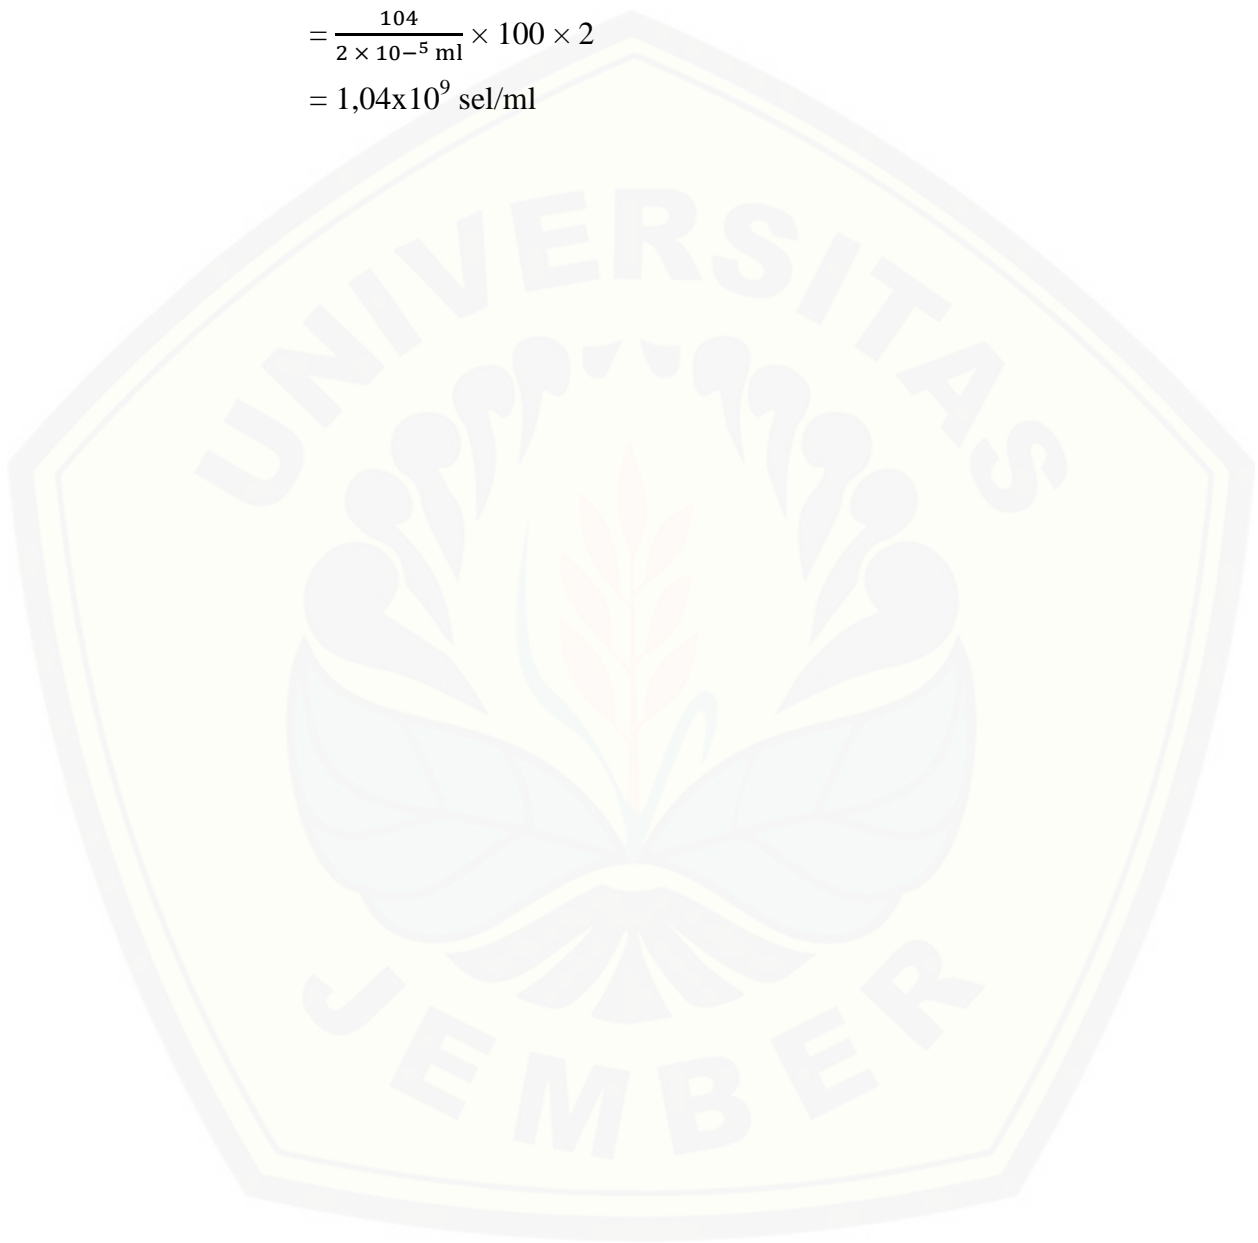 = 104 / 2 × 10−⁵ ml × 100 × 2
= 1,04x10⁹ sel/ml
UNIVERSITAS
JEMBER